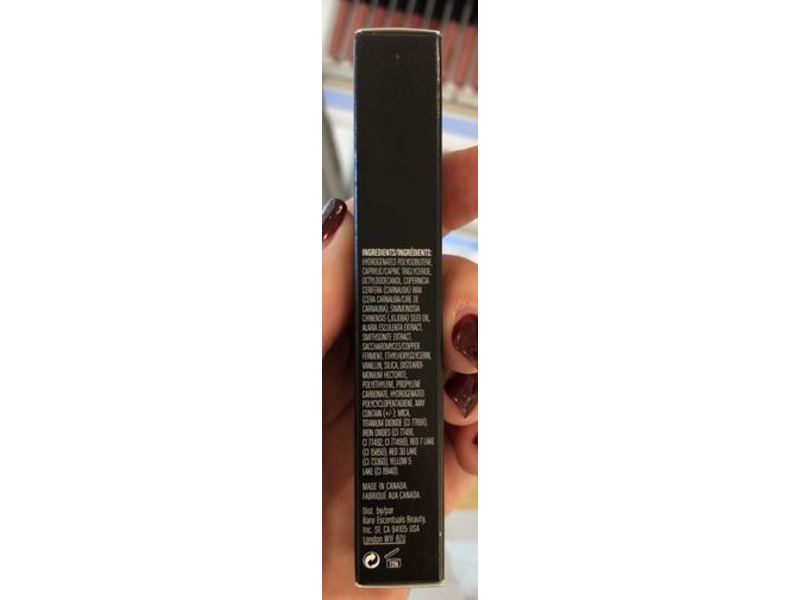 INGREDIENTS/INGRÉDIENTS:
HYDROGENATED POLYISOBUTENE,
CAPRYLIC/CAPRIC TRIGLYCERIDE,
OCTYLDODECANOL, COPERNICIA
CERIFERA (CARNAUBA) WAX
(CERA CARNAUBA/CIRE DE
CARNAUBA), SIMMONDSIA
CHINENSIS (JOJOBA) SEED OIL,
ALARIA ESCULENTA EXTRACT,
SMITHSONITE EXTRACT,
SACCHAROMYCES/COPPER
FERMENT, ETHYLHEXYLGLYCERIN,
VANILLIN, SILICA, DISTEARDI-
MONIUM HECTORITE,
POLYETHYLENE, PROPYLENE
CARBONATE, HYDROGENATED
POLYCYCLOPENTADIENE. MAY
CONTAIN (+/-): MICA,
TITANIUM DIOXIDE (CI 77891),
IRON OXIDES (CI 77491,
CI 77492, CI 77499), RED 7 LAKE
(CI 15850), RED 30 LAKE
(CI 73360), YELLOW 5
LAKE (CI 19140).
MADE IN CANADA.
FABRIQUÉ AUX CANADA.
Dist. by/par
Bare Escentuals Beauty,
Inc. SF, CA 94105 USA
London W1F 8ZU
12M